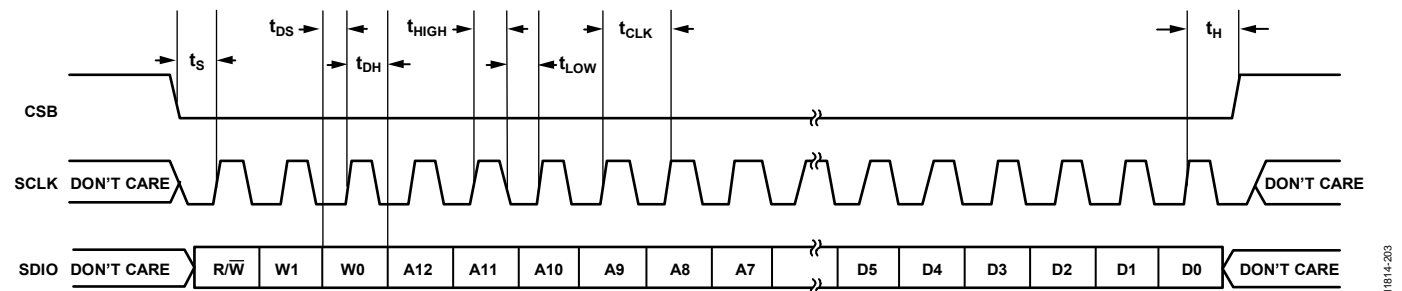 tDS tHIGH tCLK tH
tS tDH tLOW
CSB
SCLK DON'T CARE DON'T CARE
SDIO DON'T CARE R/W̅ W1 W0 A12 A11 A10 A9 A8 A7 D5 D4 D3 D2 D1 D0 DON'T CARE
11814-203